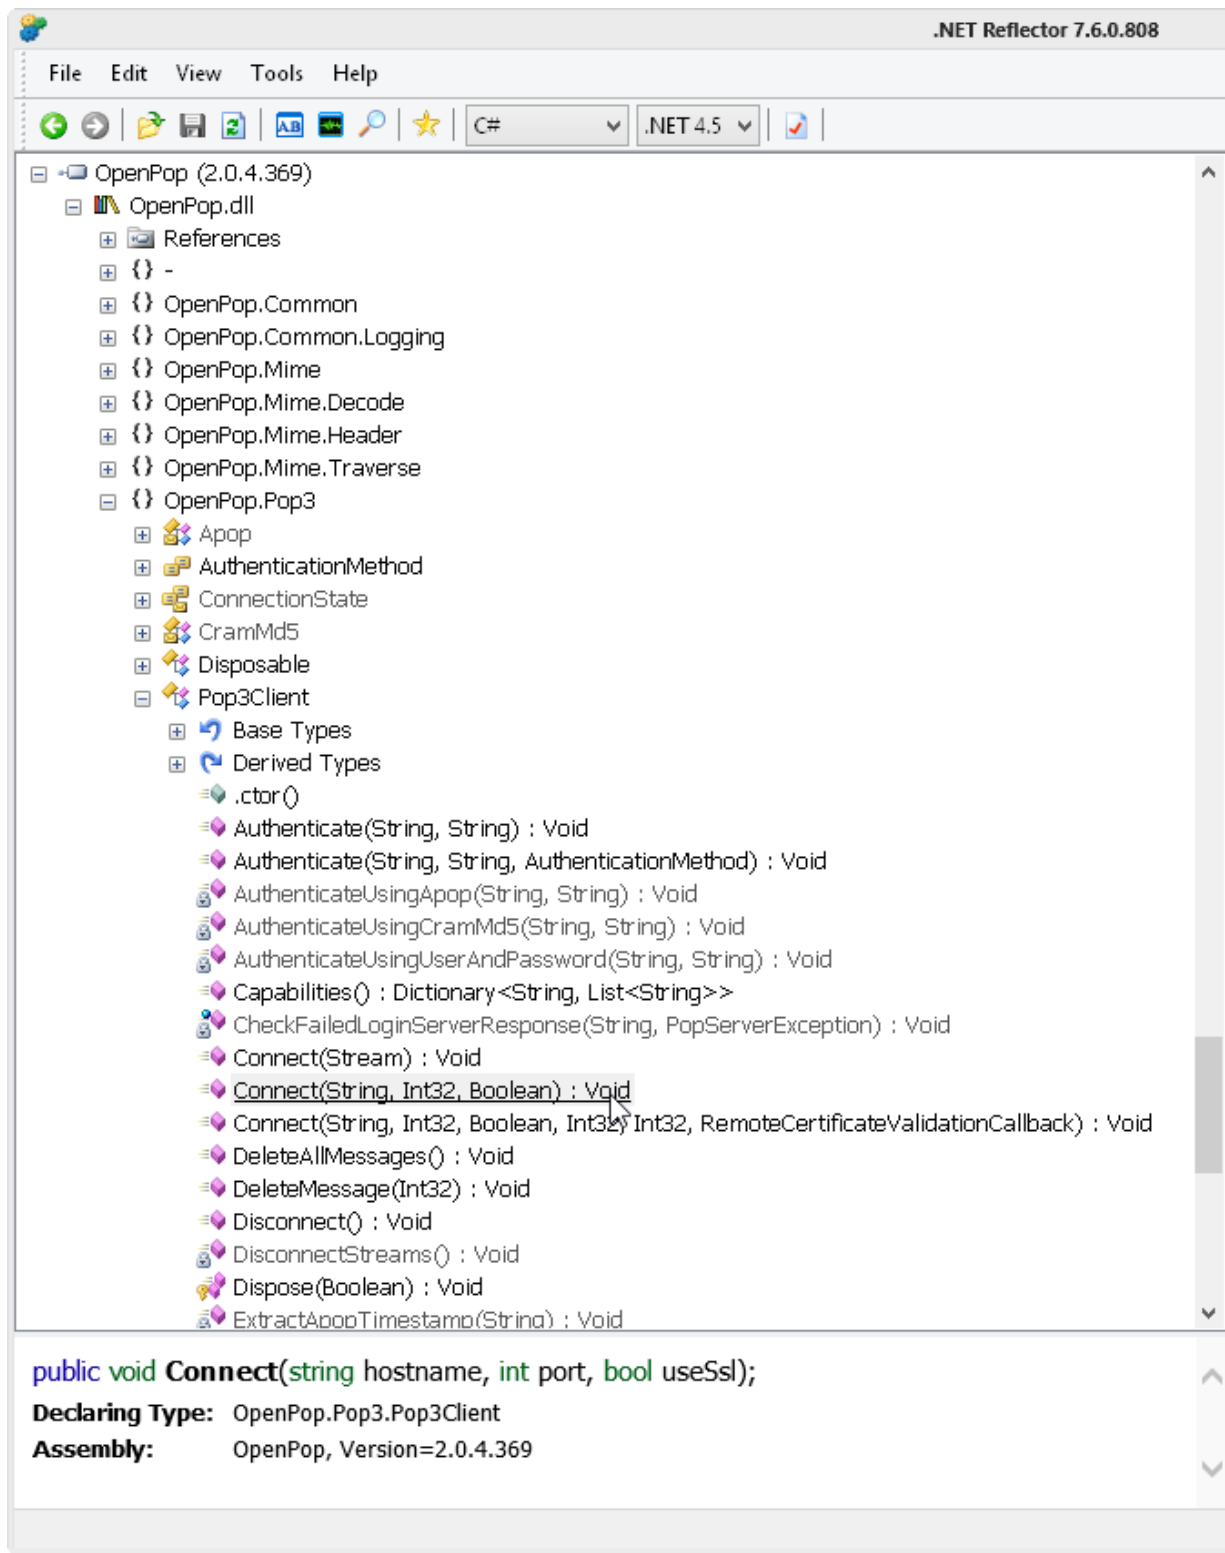 .NET Reflector 7.6.0.808
File Edit View Tools Help
AB C# .NET 4.5
OpenPop (2.0.4.369)
OpenPop.dll
References
{} -
{} OpenPop.Common
{} OpenPop.Common.Logging
{} OpenPop.Mime
{} OpenPop.Mime.Decode
{} OpenPop.Mime.Header
{} OpenPop.Mime.Traverse
{} OpenPop.Pop3
Apop
AuthenticationMethod
ConnectionState
CramMd5
Disposable
Pop3Client
Base Types
Derived Types
.ctor()
Authenticate(String, String) : Void
Authenticate(String, String, AuthenticationMethod) : Void
AuthenticateUsingApop(String, String) : Void
AuthenticateUsingCramMd5(String, String) : Void
AuthenticateUsingUserAndPassword(String, String) : Void
Capabilities() : Dictionary<String, List<String>>
CheckFailedLoginServerResponse(String, PopServerException) : Void
Connect(Stream) : Void
Connect(String, Int32, Boolean) : Void
Connect(String, Int32, Boolean, Int32, Int32, RemoteCertificateValidationCallback) : Void
DeleteAllMessages() : Void
DeleteMessage(Int32) : Void
Disconnect() : Void
DisconnectStreams() : Void
Dispose(Boolean) : Void
ExtractApopTimestamp(String) : Void
public void Connect(string hostname, int port, bool useSsl);
Declaring Type: OpenPop.Pop3.Pop3Client
Assembly: OpenPop, Version=2.0.4.369